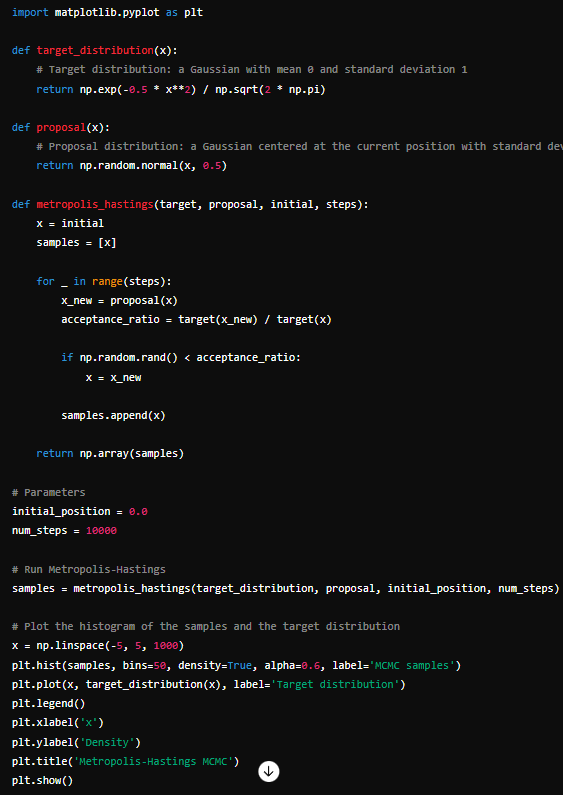 import matplotlib.pyplot as plt
def target_distribution(x):
# Target distribution: a Gaussian with mean 0 and standard deviation 1
return np.exp(-0.5 * x**2) / np.sqrt(2 * np.pi)
def proposal(x):
# Proposal distribution: a Gaussian centered at the current position with standard dev
return np.random.normal(x, 0.5)
def metropolis_hastings(target, proposal, initial, steps):
x = initial
samples = [x]
for _ in range(steps):
x_new = proposal(x)
acceptance_ratio = target(x_new) / target(x)
if np.random.rand() < acceptance_ratio:
x = x_new
samples.append(x)
return np.array(samples)
# Parameters
initial_position = 0.0
num_steps = 10000
# Run Metropolis-Hastings
samples = metropolis_hastings(target_distribution, proposal, initial_position, num_steps)
# Plot the histogram of the samples and the target distribution
x = np.linspace(-5, 5, 1000)
plt.hist(samples, bins=50, density=True, alpha=0.6, label='MCMC samples')
plt.plot(x, target_distribution(x), label='Target distribution')
plt.legend()
plt.xlabel('x')
plt.ylabel('Density')
plt.title('Metropolis-Hastings MCMC')
plt.show()